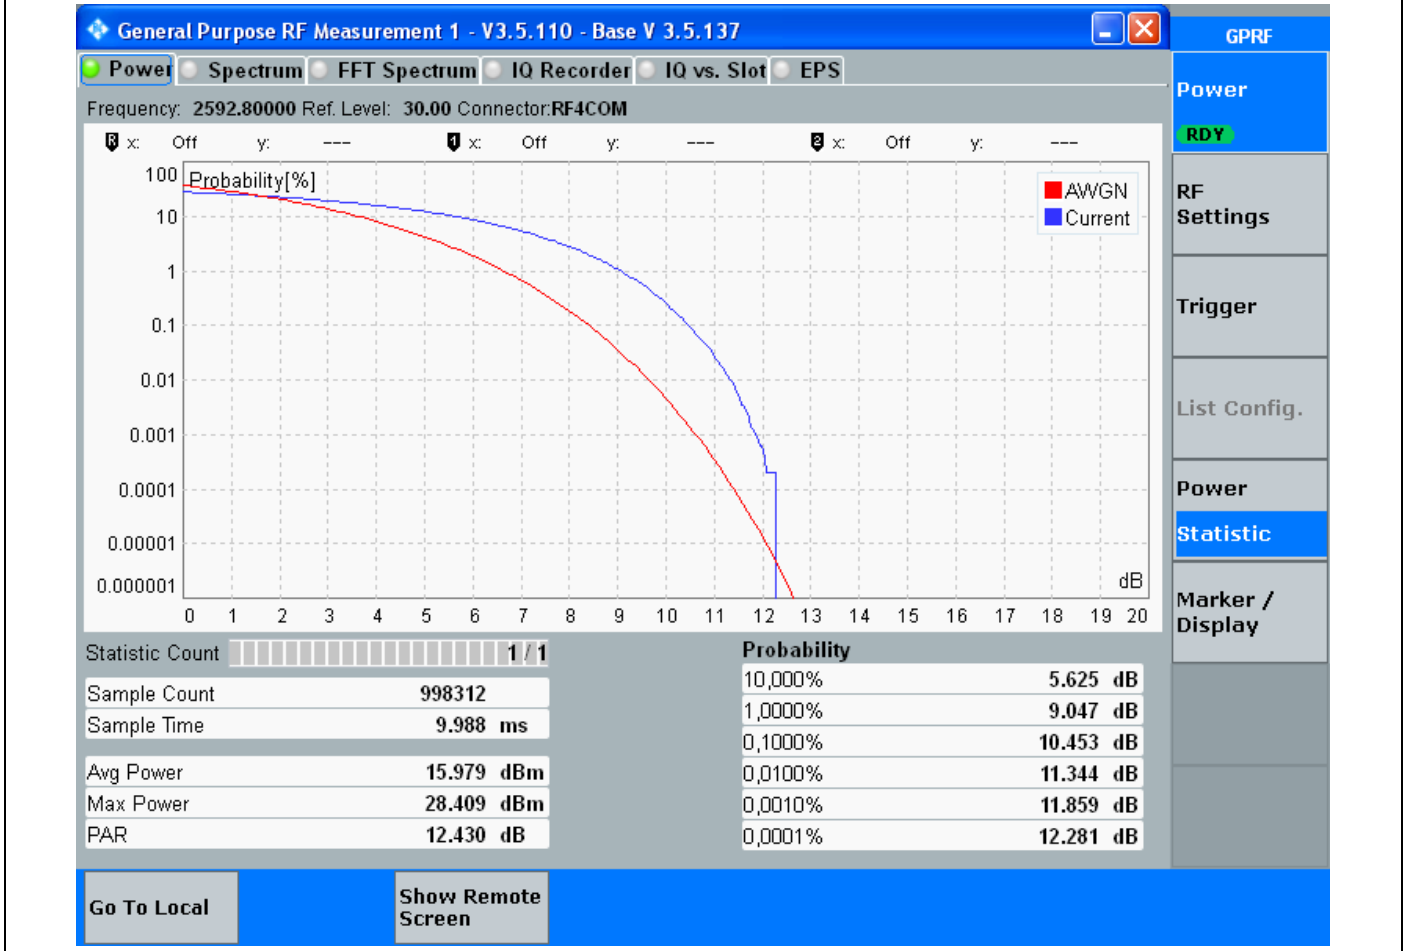 General Purpose RF Measurement 1 - V3.5.110 - Base V 3.5.137
GPRF
Power Spectrum FFT Spectrum IQ Recorder IQ vs. Slot EPS
Power
RDY
Frequency: 2592.80000 Ref. Level: 30.00 Connector:RF4COM
R x: Off y: --- 1 x: Off y: --- 2 x: Off y: ---
Probability[%]
AWGN
Current
100
10
1
0.1
0.01
0.001
0.0001
0.00001
0.000001
dB
0 1 2 3 4 5 6 7 8 9 10 11 12 13 14 15 16 17 18 19 20
RF
Settings
Trigger
List Config.
Power
Statistic
Marker /
Display
Statistic Count 1 / 1
Sample Count 998312
Sample Time 9.988 ms
Avg Power 15.979 dBm
Max Power 28.409 dBm
PAR 12.430 dB
Probability
10,000% 5.625 dB
1,0000% 9.047 dB
0,1000% 10.453 dB
0,0100% 11.344 dB
0,0010% 11.859 dB
0,0001% 12.281 dB
Go To Local
Show Remote
Screen